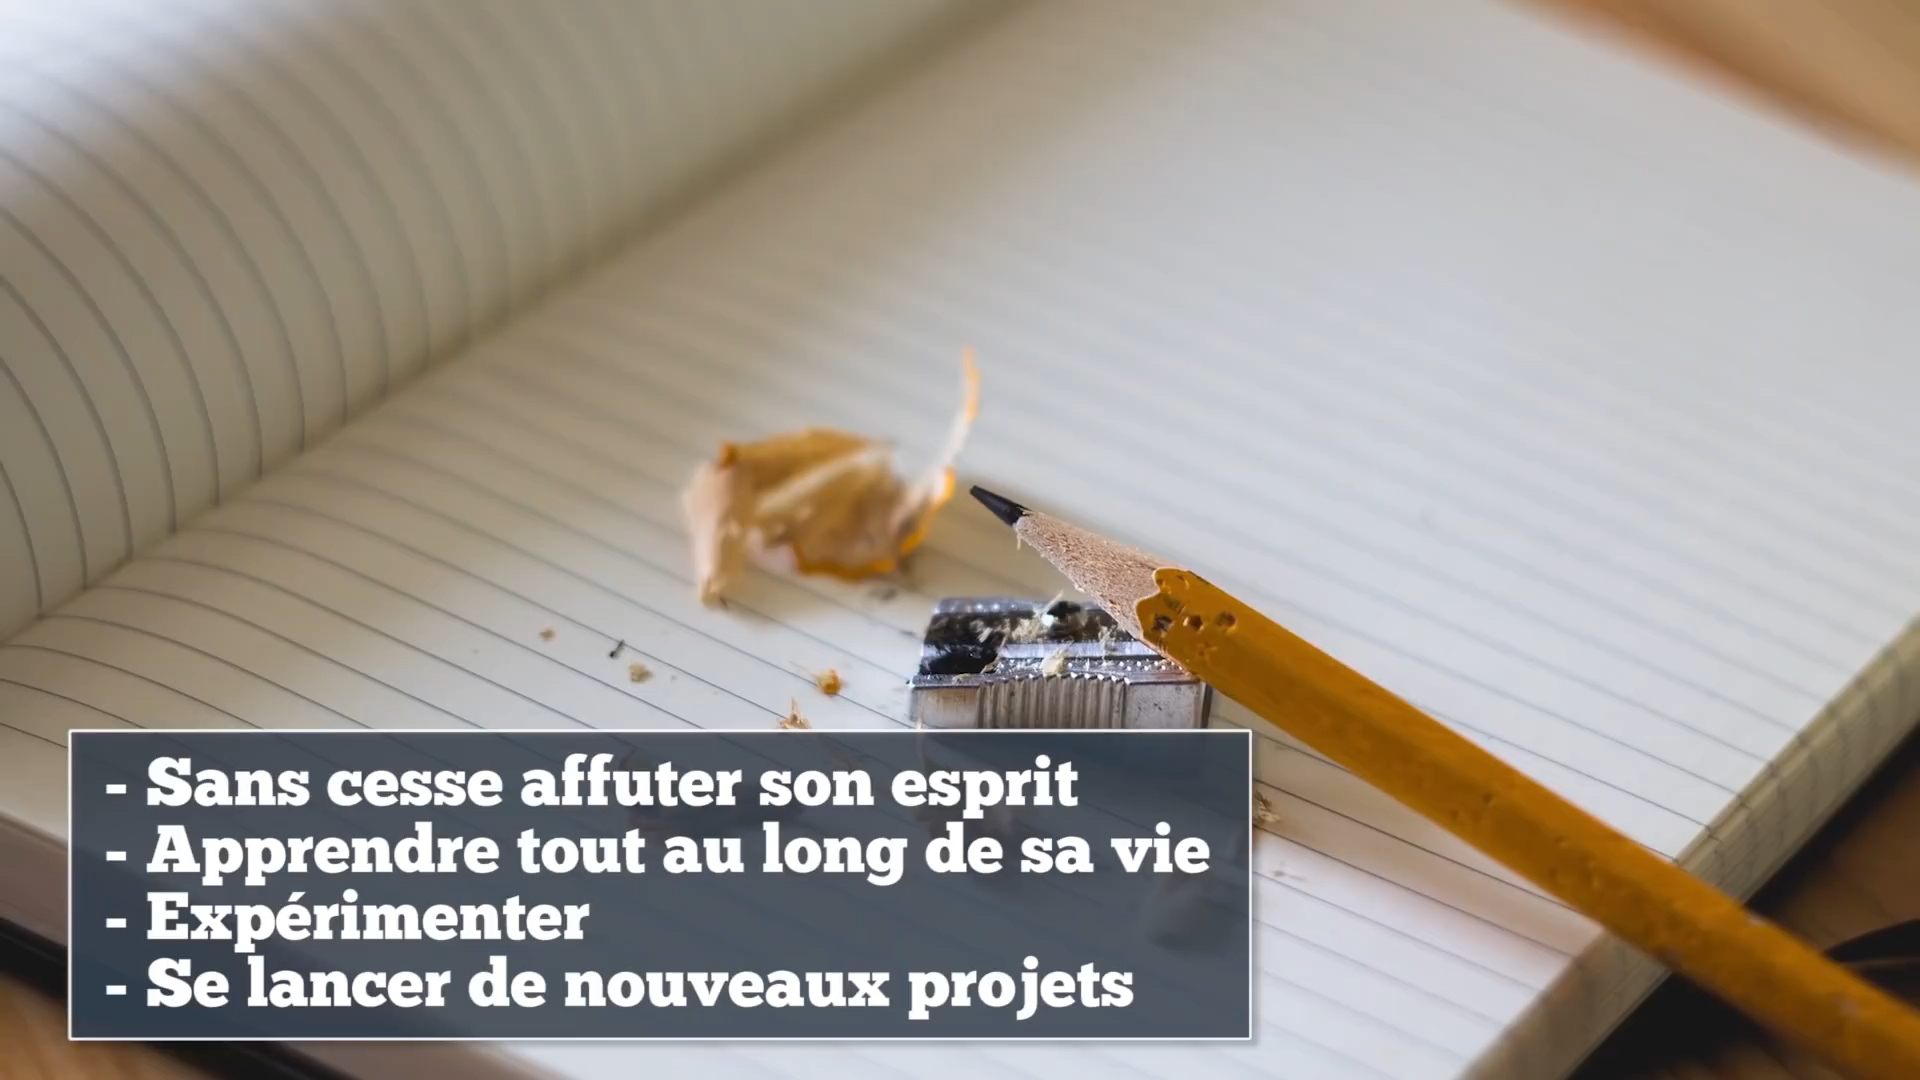 - Sans cesse affuter son esprit
- Apprendre tout au long de sa vie
- Expérimenter
- Se lancer de nouveaux projets